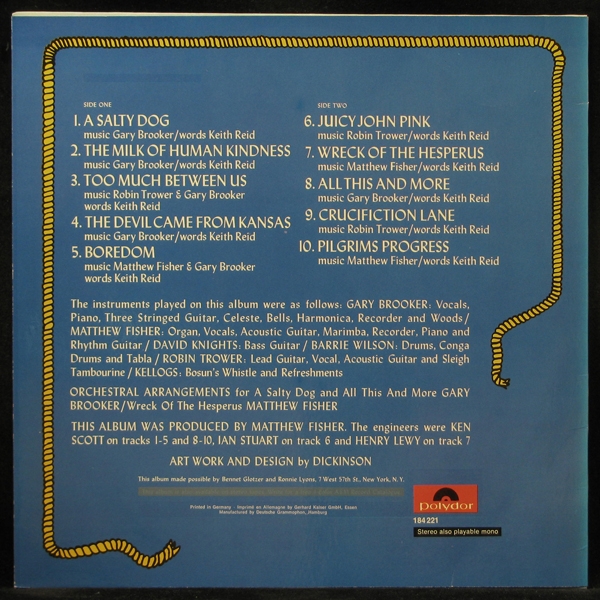 SIDE ONE
1. A SALTY DOG
music Gary Brooker/words Keith Reid
2. THE MILK OF HUMAN KINDNESS
music Gary Brooker/words Keith Reid
3. TOO MUCH BETWEEN US
music Robin Trower & Gary Brooker
words Keith Reid
4. THE DEVIL CAME FROM KANSAS
music Gary Brooker/words Keith Reid
5. BOREDOM
music Matthew Fisher & Gary Brooker
words Keith Reid
SIDE TWO
6. JUICY JOHN PINK
music Robin Trower/words Keith Reid
7. WRECK OF THE HESPERUS
music Matthew Fisher/words Keith Reid
8. ALL THIS AND MORE
music Gary Brooker/words Keith Reid
9. CRUCIFICTION LANE
music Robin Trower/words Keith Reid
10. PILGRIMS PROGRESS
music Matthew Fisher/words Keith Reid
The instruments played on this album were as follows: GARY BROOKER: Vocals,
Piano, Three Stringed Guitar, Celeste, Bells, Harmonica, Recorder and Woods/
MATTHEW FISHER: Organ, Vocals, Acoustic Guitar, Marimba, Recorder, Piano and
Rhythm Guitar/DAVID KNIGHTS: Bass Guitar/BARRIE WILSON: Drums, Conga
Drums and Tabla/ROBIN TROWER: Lead Guitar, Vocal, Acoustic Guitar and Sleigh
Tambourine/KELLOGS: Bosun's Whistle and Refreshments
ORCHESTRAL ARRANGEMENTS for A Salty Dog and All This And More GARY
BROOKER/Wreck Of The Hesperus MATTHEW FISHER
THIS ALBUM WAS PRODUCED BY MATTHEW FISHER. The engineers were KEN
SCOTT on tracks 1-5 and 8-10, IAN STUART on track 6 and HENRY LEWY on track 7
ART WORK AND DESIGN by DICKINSON
This album made possible by Bennet Glotzer and Ronnie Lyons, 7 West 57th St., New York, N.Y.
Printed in Germany Imprimé en Allemagne by Gerhard Kaiser GmbH, Essen
Manufactured by Deutsche Grammophon, Hamburg
polydor
184 221
Stereo also playable mono